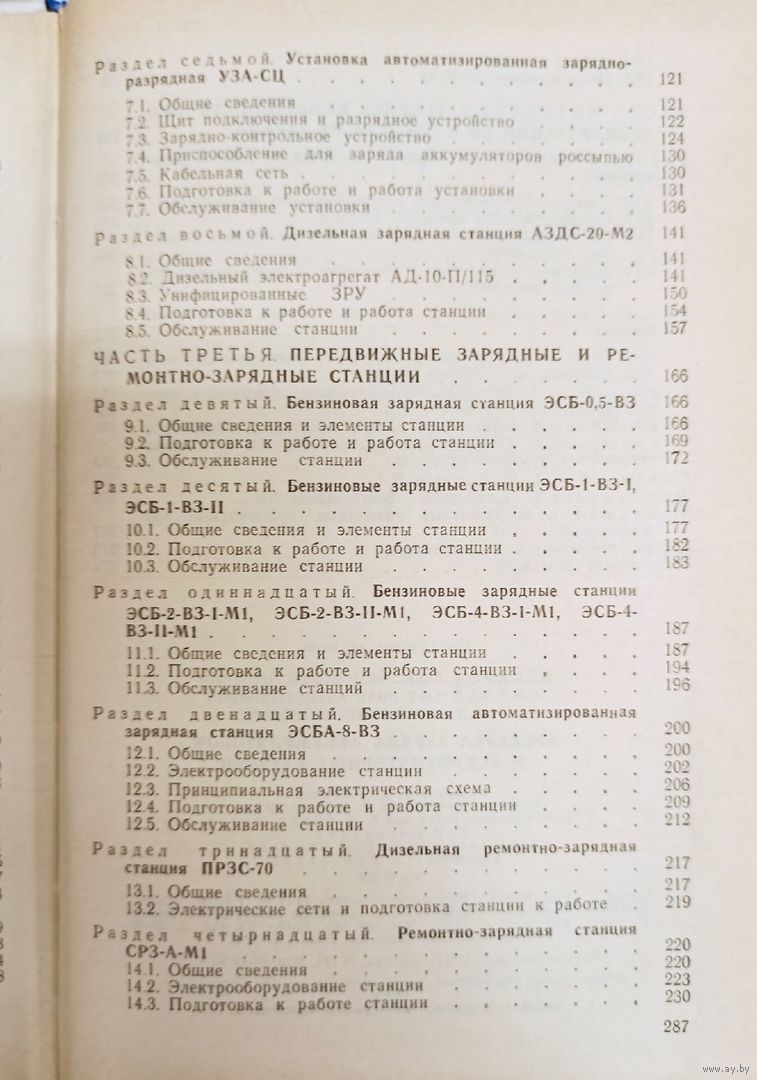 Раздел седьмой. Установка автоматизированная зарядно-
разрядная УЗА-СЦ . . . . . . . . . . . 121
7.1. Общие сведения . . . . . . . . . . 121
7.2. Щит подключения и разрядное устройство . . . . 122
7.3. Зарядно-контрольное устройство . . . . . . 124
7.4. Приспособление для заряда аккумуляторов россыпью 130
7.5. Кабельная сеть . . . . . . . . . . 130
7.6. Подготовка к работе и работа установки . . . . 131
7.7. Обслуживание установки . . . . . . . 136
Раздел восьмой. Дизельная зарядная станция АЗДС-20-М2 141
8.1. Общие сведения . . . . . . . . . . 141
8.2. Дизельный электроагрегат АД-10-П/115 . . . . . 141
8.3. Унифицированные ЗРУ . . . . . . . 150
8.4. Подготовка к работе и работа станции . . . . 154
8.5. Обслуживание станции . . . . . . . 157
ЧАСТЬ ТРЕТЬЯ. ПЕРЕДВИЖНЫЕ ЗАРЯДНЫЕ И РЕ-
МОНТНО-ЗАРЯДНЫЕ СТАНЦИИ . . . . . . 166
Раздел девятый. Бензиновая зарядная станция ЭСБ-0,5-ВЗ 166
9.1. Общие сведения и элементы станции . . . . . 166
9.2. Подготовка к работе и работа станции . . . . 169
9.3. Обслуживание станции . . . . . . . 172
Раздел десятый. Бензиновые зарядные станции ЭСБ-1-ВЗ-I,
ЭСБ-1-ВЗ-II . . . . . . . . . . . . 177
10.1. Общие сведения и элементы станции . . . . 177
10.2. Подготовка к работе и работа станции . . . . 182
10.3. Обслуживание станции . . . . . . . 183
Раздел одиннадцатый. Бензиновые зарядные станции
ЭСБ-2-ВЗ-I-М1, ЭСБ-2-ВЗ-II-М1, ЭСБ-4-ВЗ-I-М1, ЭСБ-4-
ВЗ-II-М1 . . . . . . . . . . . . . 187
11.1. Общие сведения и элементы станции . . . . 187
11.2. Подготовка к работе и работа станции . . . . 194
11.3. Обслуживание станций . . . . . . . 196
Раздел двенадцатый. Бензиновая автоматизированная
зарядная станция ЭСБА-8-ВЗ . . . . . . . 200
12.1. Общие сведения . . . . . . . . . 200
12.2. Электрооборудование станции . . . . . . 202
12.3. Принципиальная электрическая схема . . . . 206
12.4. Подготовка к работе и работа станции . . . . 209
12.5. Обслуживание станции . . . . . . . 212
Раздел тринадцатый. Дизельная ремонтно-зарядная
станция ПРЗС-70 . . . . . . . . . . 217
13.1. Общие сведения . . . . . . . . . 217
13.2. Электрические сети и подготовка станции к работе . 219
Раздел четырнадцатый. Ремонтно-зарядная станция
СРЗ-А-М1 . . . . . . . . . . . . 220
14.1. Общие сведения . . . . . . . . . 220
14.2. Электрооборудование станции . . . . . . 223
14.3. Подготовка к работе станции . . . . . . 230
287
www.ay.by